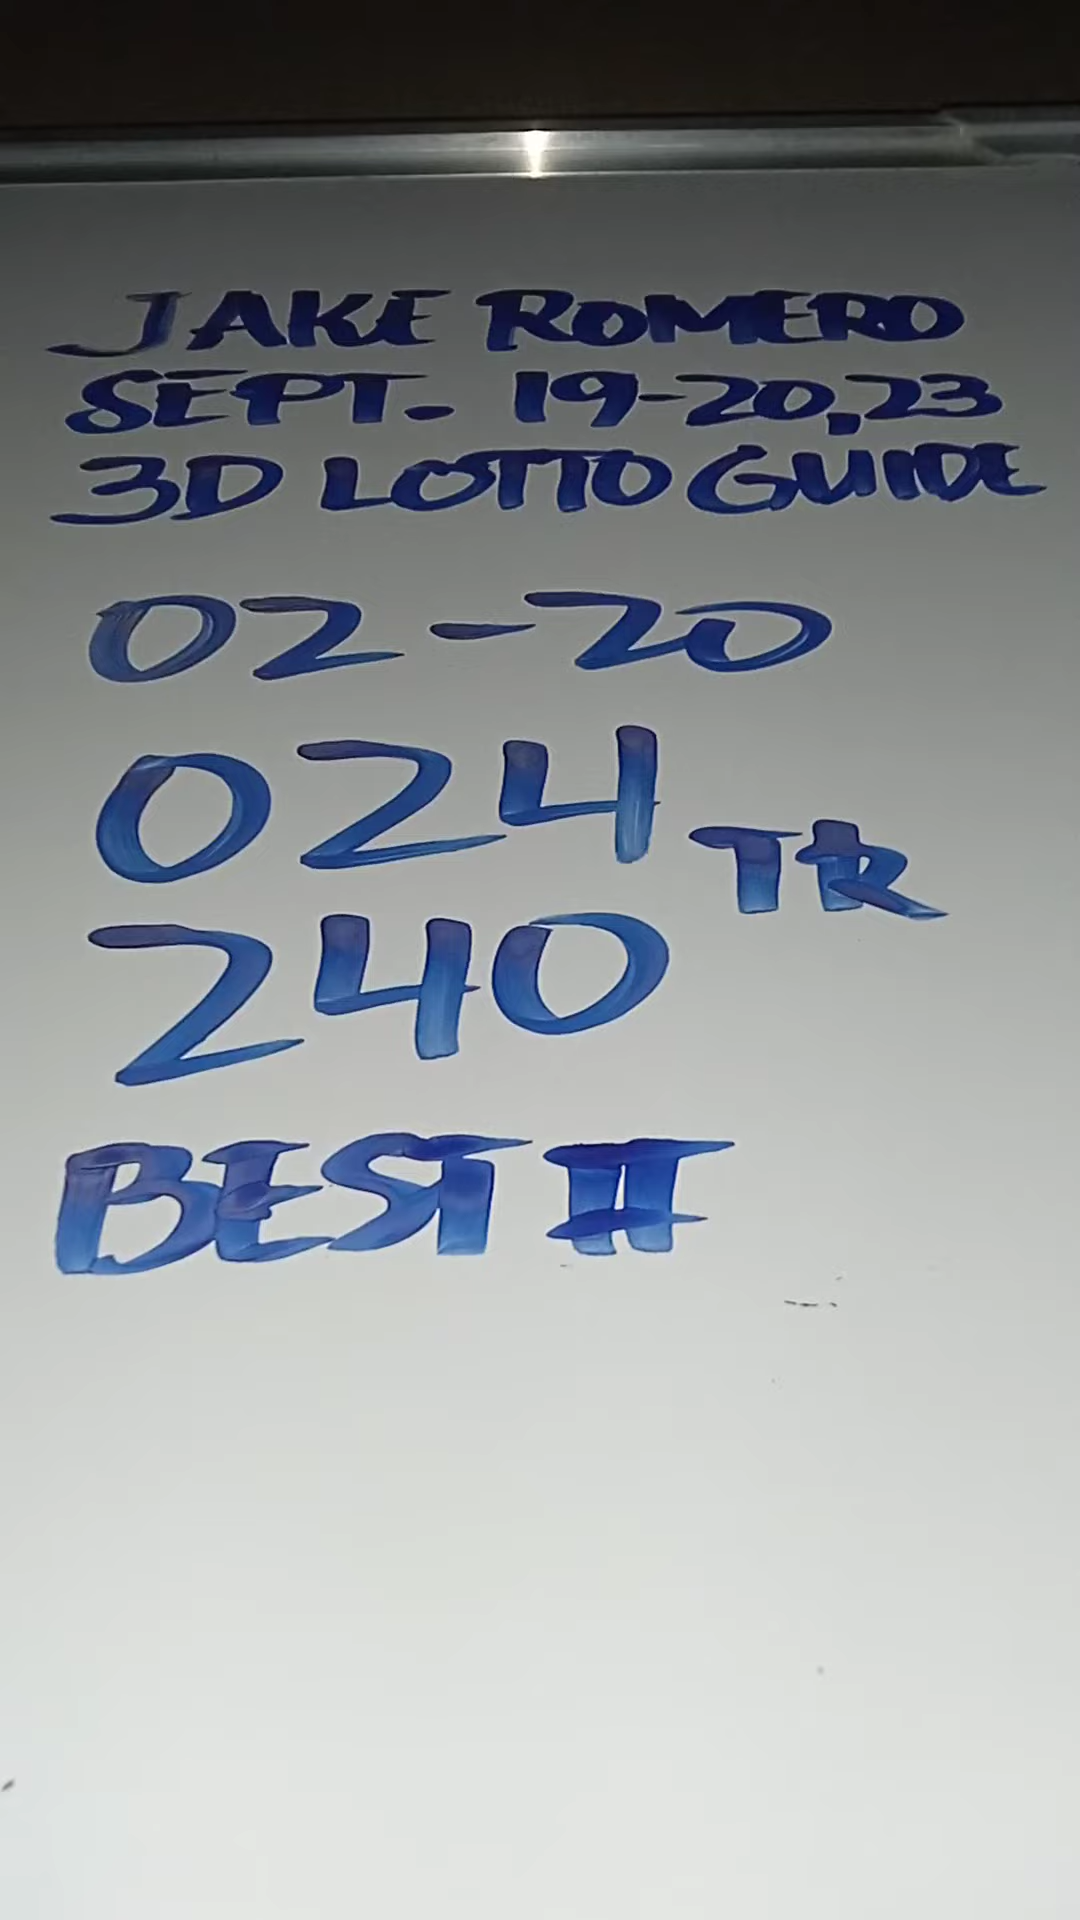 JAKE ROMERO
SEPT. 19-20,23
3D LOTTO GUIDE
02-20
024
TR
240
BEST II